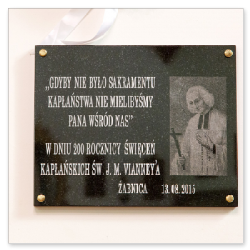 „GDYBY NIE BYŁO SAKRAMENTU
KAPŁAŃSTWA NIE MIELIBYŚMY
PANA WŚRÓD NAS"
W DNIU 200 ROCZNICY ŚWIĘCEŃ
KAPŁAŃSKICH ŚW. J. M. VIANNEY'A
ŻABNICA 13.08.2015